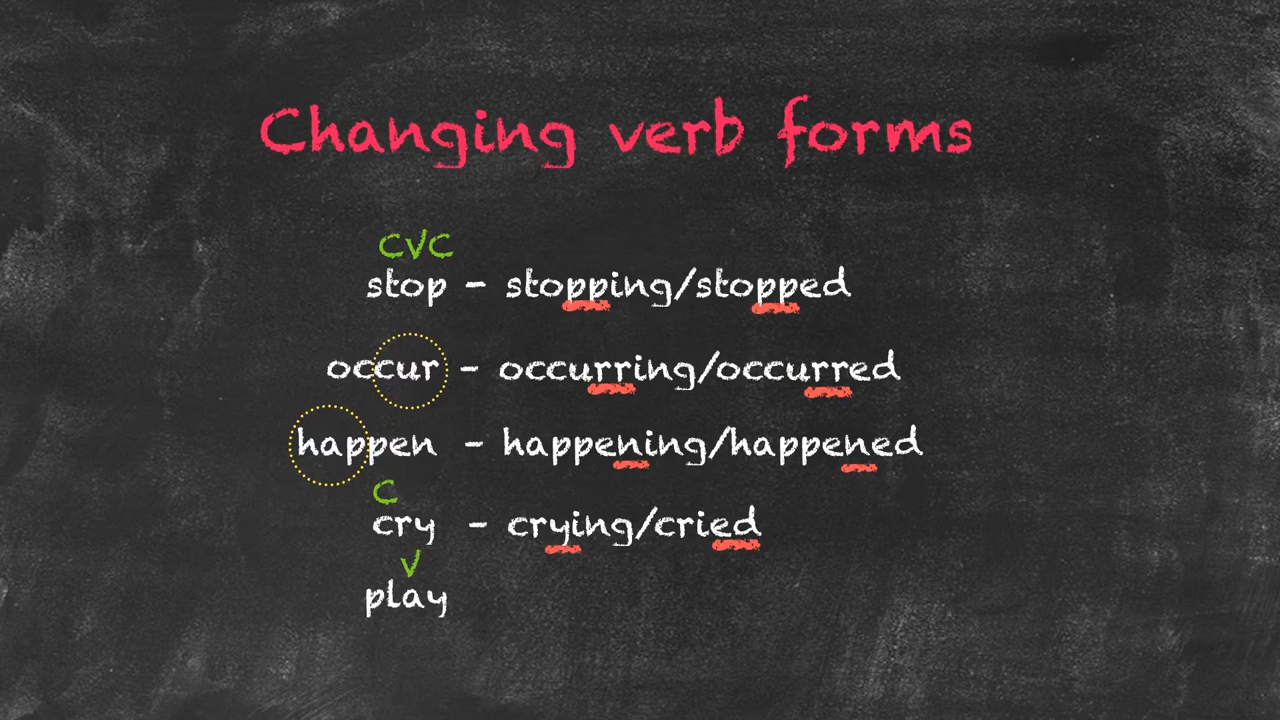 Changing verb forms
CVC
stop - stopping/stopped
occur - occurring/occurred
happen - happening/happened
C
cry - crying/cried
V
play